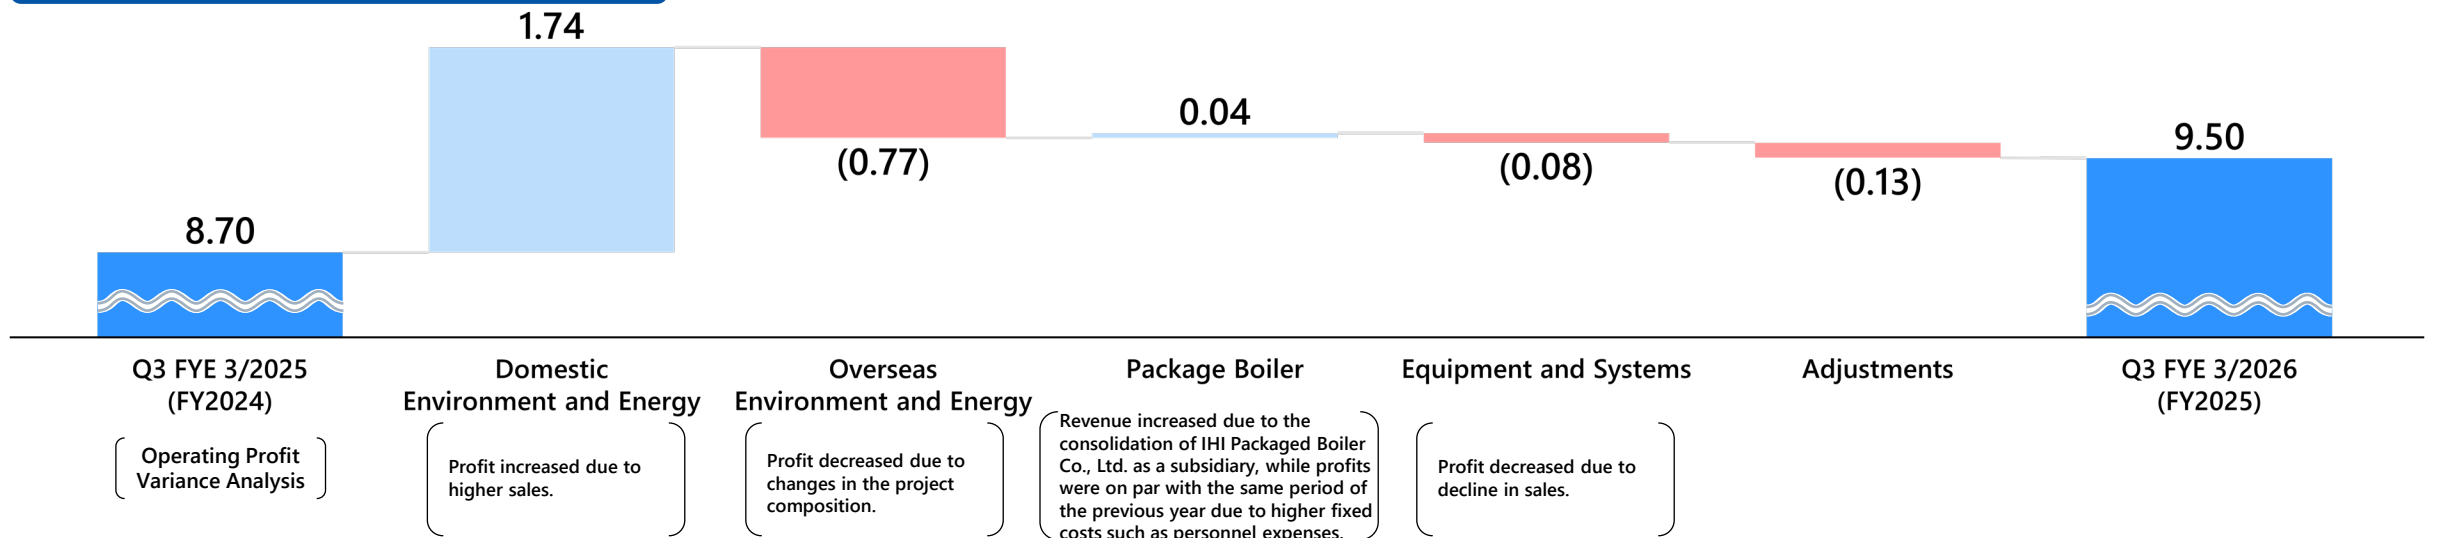 1.74
0.04
9.50
(0.77)
(0.08)
(0.13)
8.70
Q3 FYE 3/2025
(FY2024)
Operating Profit
Variance Analysis
Domestic
Environment and Energy
Profit increased due to
higher sales.
Overseas
Environment and Energy
Profit decreased due to
changes in the project
composition.
Package Boiler
Revenue increased due to the
consolidation of IHI Packaged Boiler
Co., Ltd. as a subsidiary, while profits
were on par with the same period of
the previous year due to higher fixed
costs such as personnel expenses.
Equipment and Systems
Profit decreased due to
decline in sales.
Adjustments
Q3 FYE 3/2026
(FY2025)